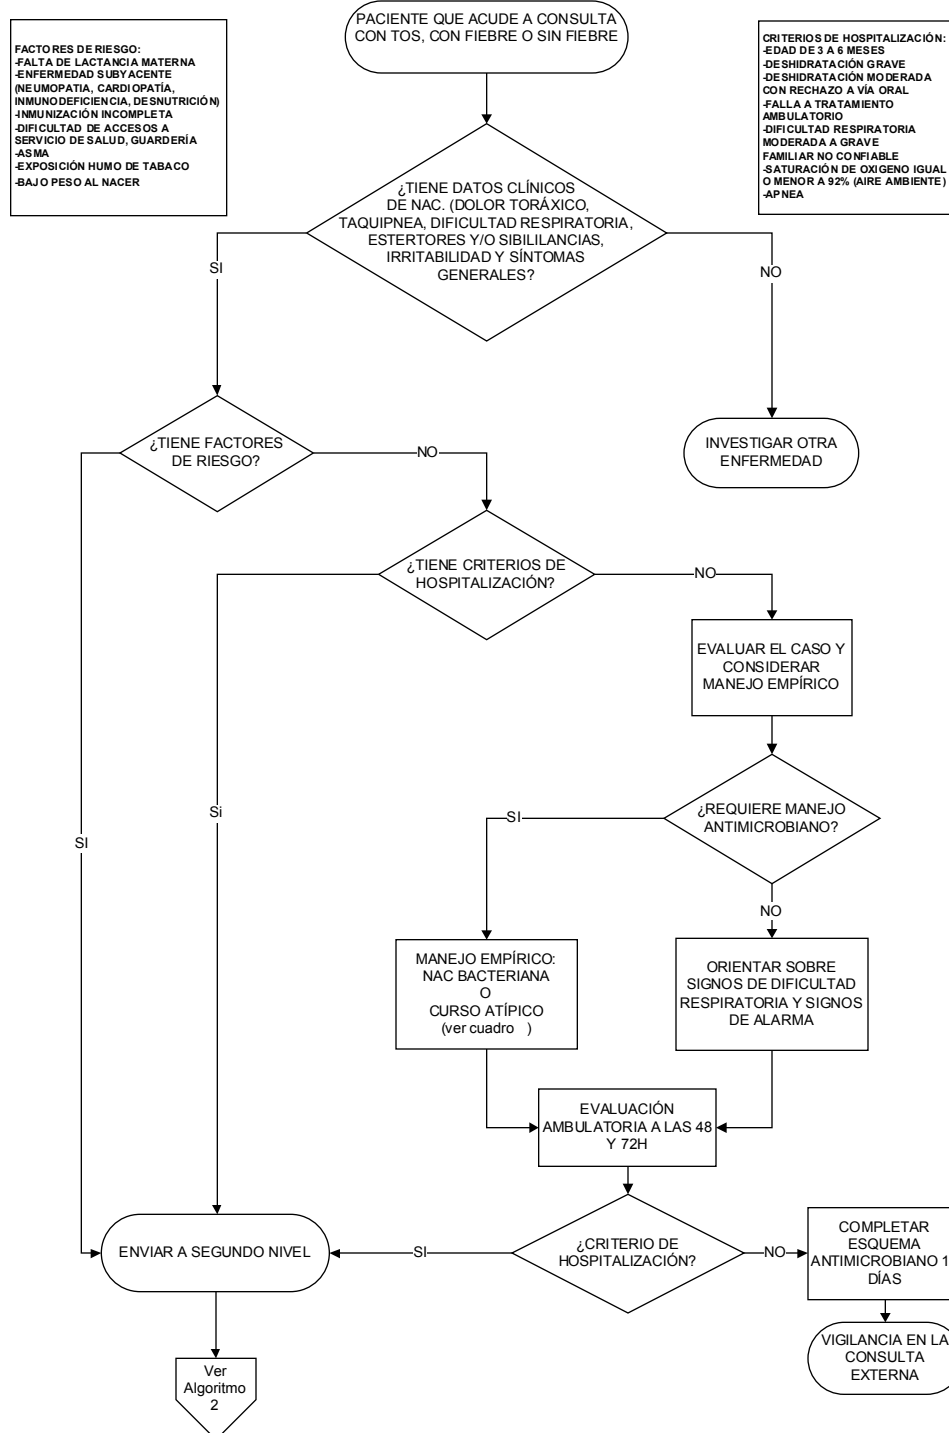 PACIENTE QUE ACUDE A CONSULTA
CON TOS, CON FIEBRE O SIN FIEBRE
FACTORES DE RIESGO:
-FALTA DE LACTANCIA MATERNA
-ENFERMEDAD SUBYACENTE
(NEUMOPATIA, CARDIOPATÍA,
INMUNODEFICIENCIA, DESNUTRICIÓN)
-INMUNIZACIÓN INCOMPLETA
-DIFICULTAD DE ACCESOS A
SERVICIO DE SALUD, GUARDERÍA
-ASMA
-EXPOSICIÓN HUMO DE TABACO
-BAJO PESO AL NACER
CRITERIOS DE HOSPITALIZACIÓN:
-EDAD DE 3 A 6 MESES
-DESHIDRATACIÓN GRAVE
-DESHIDRATACIÓN MODERADA
CON RECHAZO A VÍA ORAL
-FALLA A TRATAMIENTO
AMBULATORIO
-DIFICULTAD RESPIRATORIA
MODERADA A GRAVE
FAMILIAR NO CONFIABLE
-SATURACIÓN DE OXIGENO IGUAL
O MENOR A 92% (AIRE AMBIENTE)
-APNEA
¿TIENE DATOS CLÍNICOS
DE NAC. (DOLOR TORÁXICO,
TAQUIPNEA, DIFICULTAD RESPIRATORIA,
ESTERTORES Y/O SIBILILANCIAS,
IRRITABILIDAD Y SÍNTOMAS
GENERALES?
SI
NO
¿TIENE FACTORES
DE RIESGO?
NO
INVESTIGAR OTRA
ENFERMEDAD
¿TIENE CRITERIOS DE
HOSPITALIZACIÓN?
NO
EVALUAR EL CASO Y
CONSIDERAR
MANEJO EMPÍRICO
Si
SI
¿REQUIERE MANEJO
ANTIMICROBIANO?
SI
NO
MANEJO EMPÍRICO:
NAC BACTERIANA
O
CURSO ATÍPICO
(ver cuadro )
ORIENTAR SOBRE
SIGNOS DE DIFICULTAD
RESPIRATORIA Y SIGNOS
DE ALARMA
EVALUACIÓN
AMBULATORIA A LAS 48
Y 72H
ENVIAR A SEGUNDO NIVEL
SI
¿CRITERIO DE
HOSPITALIZACIÓN?
NO
COMPLETAR
ESQUEMA
ANTIMICROBIANO 1
DÍAS
VIGILANCIA EN LA
CONSULTA
EXTERNA
Ver
Algoritmo
2